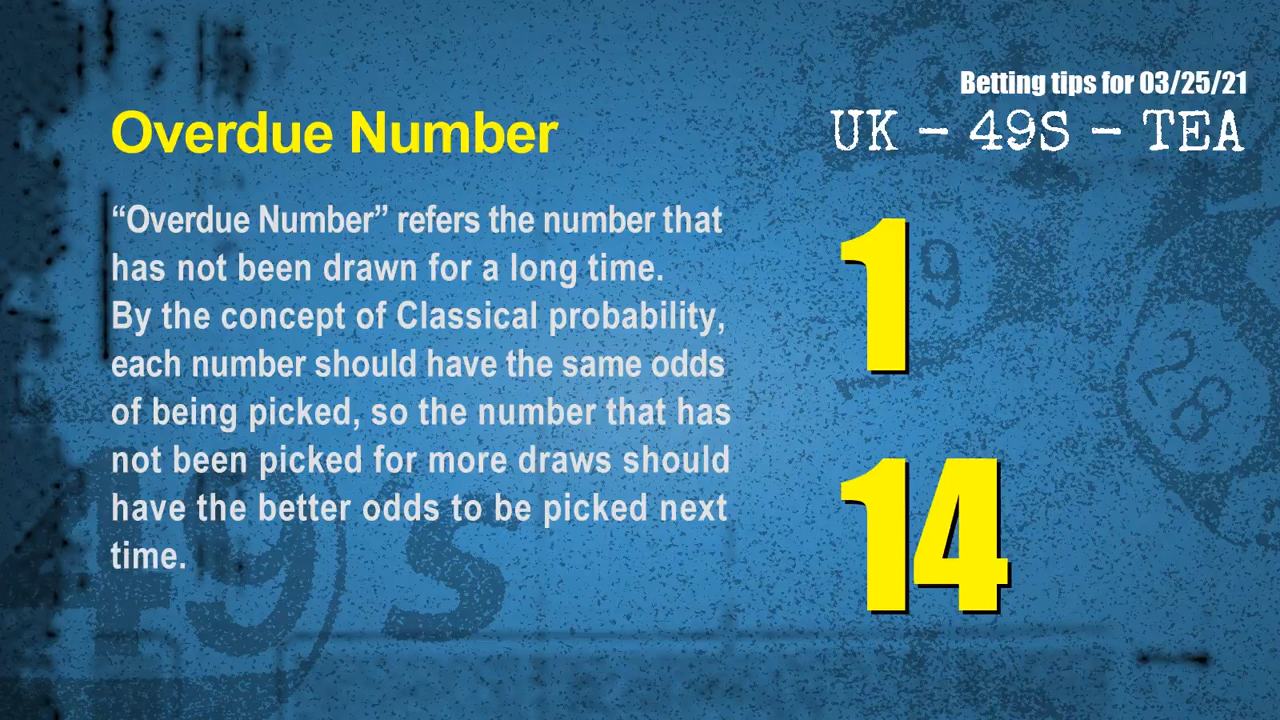 Betting tips for 03/25/21
UK - 49S - TEA
Overdue Number
“Overdue Number” refers the number that
has not been drawn for a long time.
By the concept of Classical probability,
each number should have the same odds
of being picked, so the number that has
not been picked for more draws should
have the better odds to be picked next
time.
1
14
49's
9
28